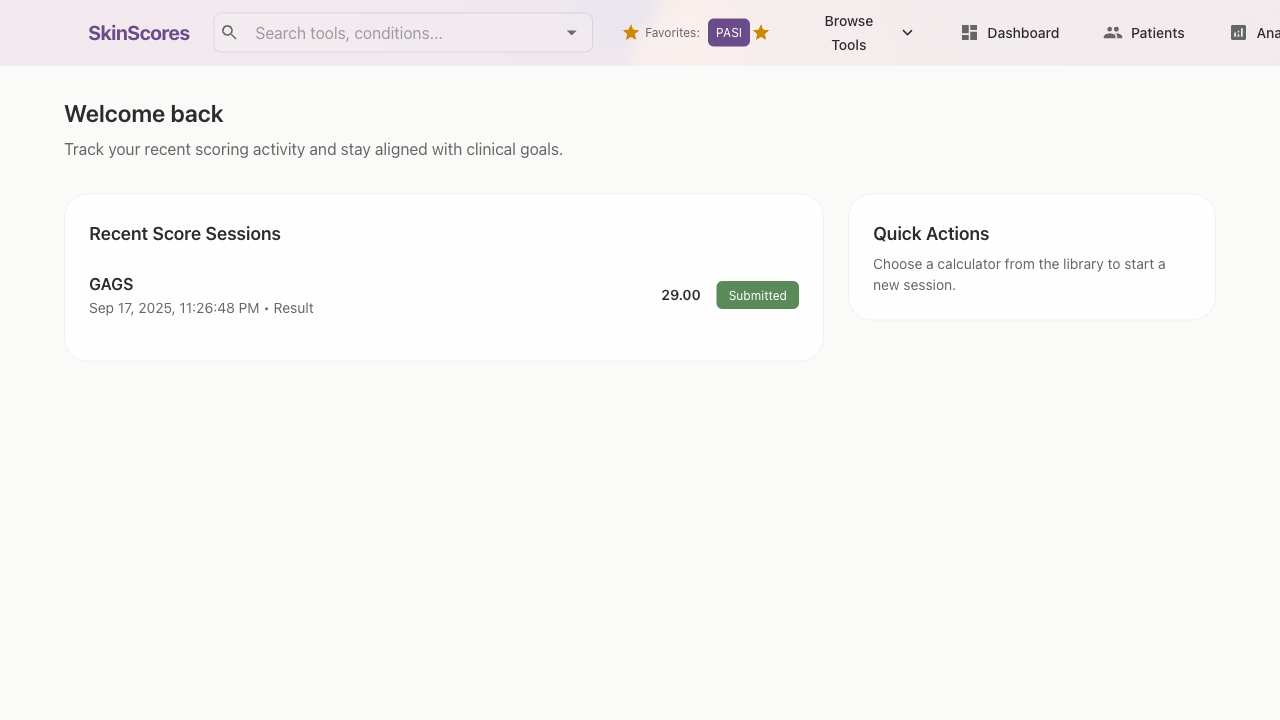 SkinScores
Search tools, conditions...
Favorites:
PASI
Browse
Tools
Dashboard
Patients
Ana
Welcome back
Track your recent scoring activity and stay aligned with clinical goals.
Recent Score Sessions
GAGS
Sep 17, 2025, 11:26:48 PM • Result
29.00
Submitted
Quick Actions
Choose a calculator from the library to start a
new session.